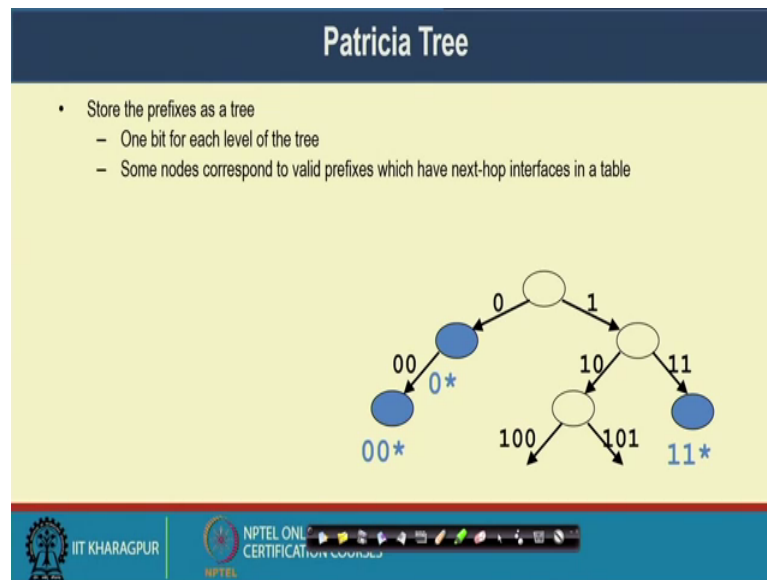 Patricia Tree
• Store the prefixes as a tree
– One bit for each level of the tree
– Some nodes correspond to valid prefixes which have next-hop interfaces in a table
0 1
00 0* 10 11
00* 100 101 11*
IIT KHARAGPUR
NPTEL ONL
CERTIFICATION COURSES
NPTEL